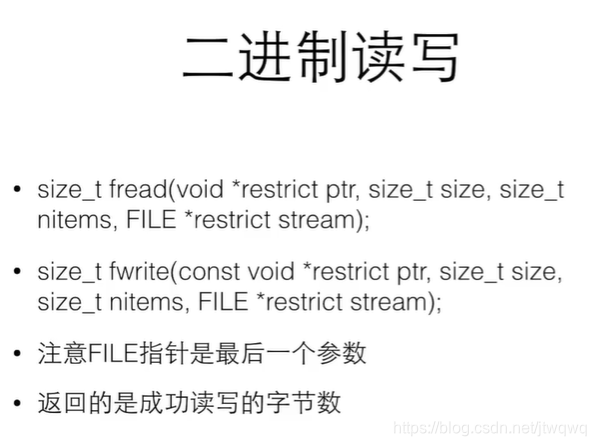 二进制读写
• size_t fread(void *restrict ptr, size_t size, size_t
nitems, FILE *restrict stream);
• size_t fwrite(const void *restrict ptr, size_t size,
size_t nitems, FILE *restrict stream);
• 注意FILE指针是最后一个参数
• 返回的是成功读写的字节数
https://blog.csdn.net/jtwqwq